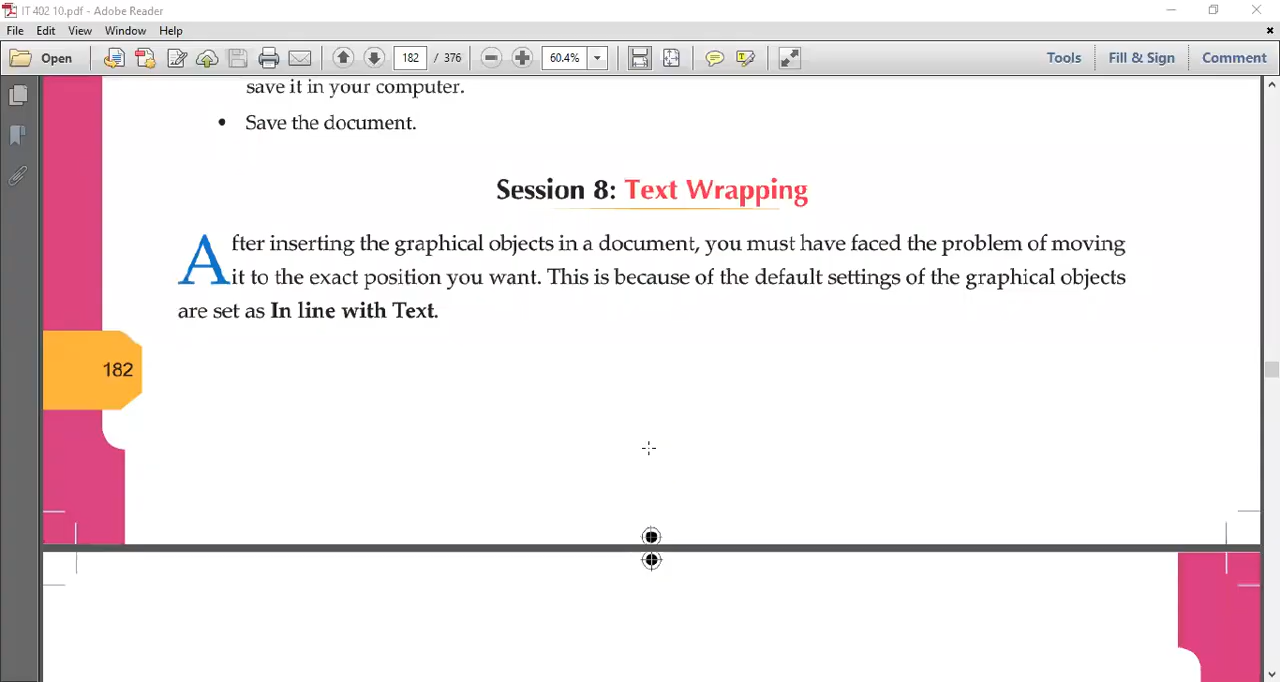 IT 402 10.pdf - Adobe Reader
File Edit View Window Help
Open 182 / 376 60.4% Tools Fill & Sign Comment
save it in your computer.
• Save the document.
Session 8: Text Wrapping
After inserting the graphical objects in a document, you must have faced the problem of moving
it to the exact position you want. This is because of the default settings of the graphical objects
are set as In line with Text.
182